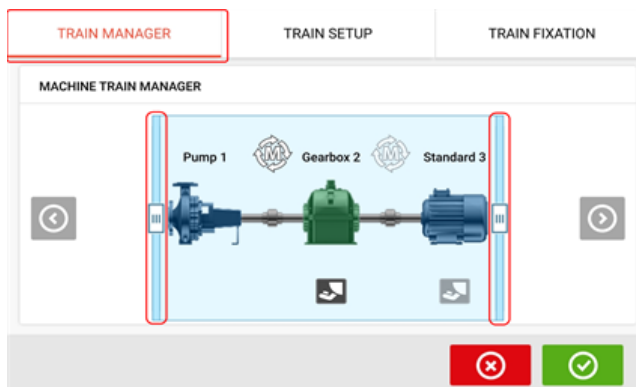 TRAIN MANAGER TRAIN SETUP TRAIN FIXATION
MACHINE TRAIN MANAGER
Pump 1 M Gearbox 2 M Standard 3